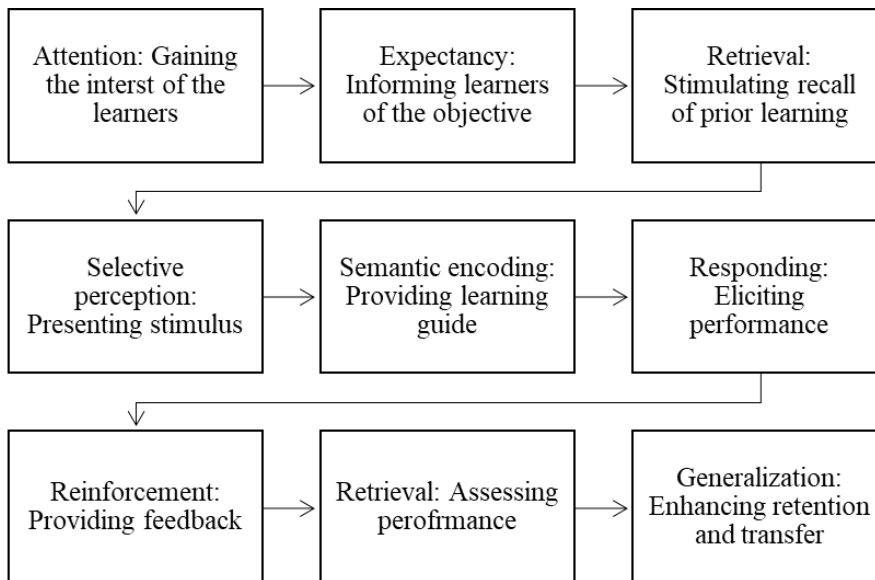 Attention: Gaining
the interst of the
learners
Expectancy:
Informing learners
of the objective
Retrieval:
Stimulating recall
of prior learning
Selective
perception:
Presenting stimulus
Semantic encoding:
Providing learning
guide
Responding:
Eliciting
performance
Reinforcement:
Providing feedback
Retrieval: Assessing
perofrmance
Generalization:
Enhancing retention
and transfer